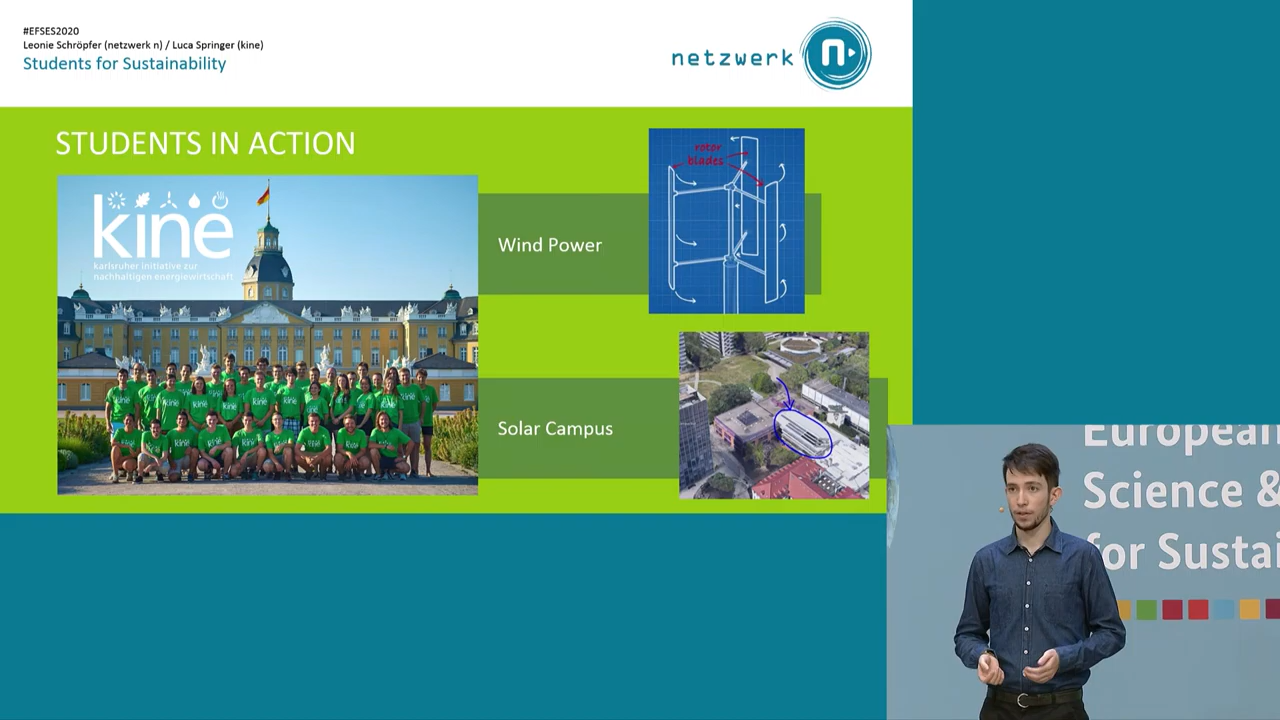 #EFSES2020
Leonie Schröpfer (netzwerk n) / Luca Springer (kine)
Students for Sustainability
netzwerk n
STUDENTS IN ACTION
kine
karlsruher initiative zur
nachhaltigen energiewirtschaft
Wind Power
rotor
blades
Solar Campus
European
Science &
for Sustai